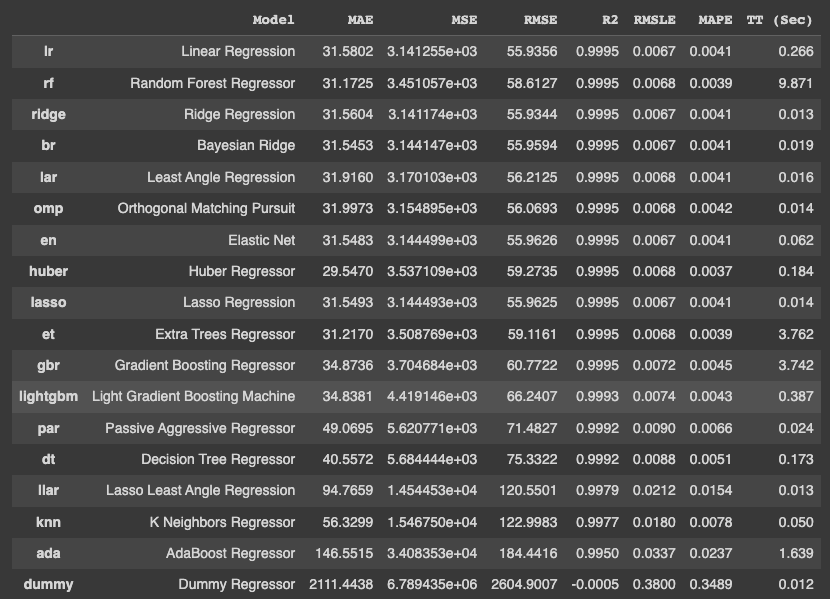 Model MAE MSE RMSE R2 RMSLE MAPE TT (Sec)
lr Linear Regression 31.5802 3.141255e+03 55.9356 0.9995 0.0067 0.0041 0.266
rf Random Forest Regressor 31.1725 3.451057e+03 58.6127 0.9995 0.0068 0.0039 9.871
ridge Ridge Regression 31.5604 3.141174e+03 55.9344 0.9995 0.0067 0.0041 0.013
br Bayesian Ridge 31.5453 3.144147e+03 55.9594 0.9995 0.0067 0.0041 0.019
lar Least Angle Regression 31.9160 3.170103e+03 56.2125 0.9995 0.0068 0.0041 0.016
omp Orthogonal Matching Pursuit 31.9973 3.154895e+03 56.0693 0.9995 0.0068 0.0042 0.014
en Elastic Net 31.5483 3.144499e+03 55.9626 0.9995 0.0067 0.0041 0.062
huber Huber Regressor 29.5470 3.537109e+03 59.2735 0.9995 0.0068 0.0037 0.184
lasso Lasso Regression 31.5493 3.144493e+03 55.9625 0.9995 0.0067 0.0041 0.014
et Extra Trees Regressor 31.2170 3.508769e+03 59.1161 0.9995 0.0068 0.0039 3.762
gbr Gradient Boosting Regressor 34.8736 3.704684e+03 60.7722 0.9995 0.0072 0.0045 3.742
lightgbm Light Gradient Boosting Machine 34.8381 4.419146e+03 66.2407 0.9993 0.0074 0.0043 0.387
par Passive Aggressive Regressor 49.0695 5.620771e+03 71.4827 0.9992 0.0090 0.0066 0.024
dt Decision Tree Regressor 40.5572 5.684444e+03 75.3322 0.9992 0.0088 0.0051 0.173
llar Lasso Least Angle Regression 94.7659 1.454453e+04 120.5501 0.9979 0.0212 0.0154 0.013
knn K Neighbors Regressor 56.3299 1.546750e+04 122.9983 0.9977 0.0180 0.0078 0.050
ada AdaBoost Regressor 146.5515 3.408353e+04 184.4416 0.9950 0.0337 0.0237 1.639
dummy Dummy Regressor 2111.4438 6.789435e+06 2604.9007 -0.0005 0.3800 0.3489 0.012